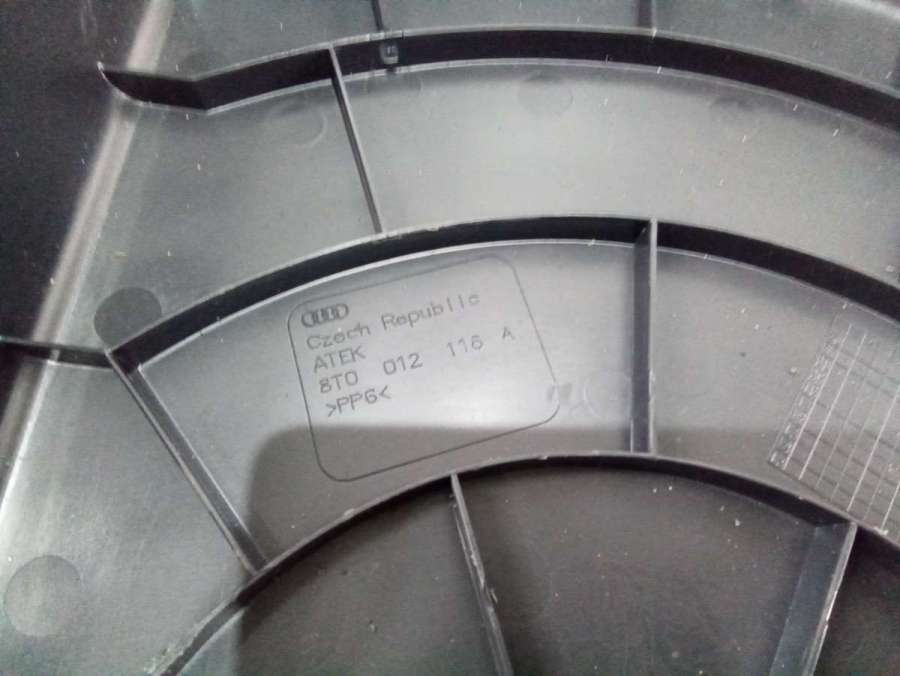 Czech Republic
ATEK
8T0 012 116 A
>PP6<